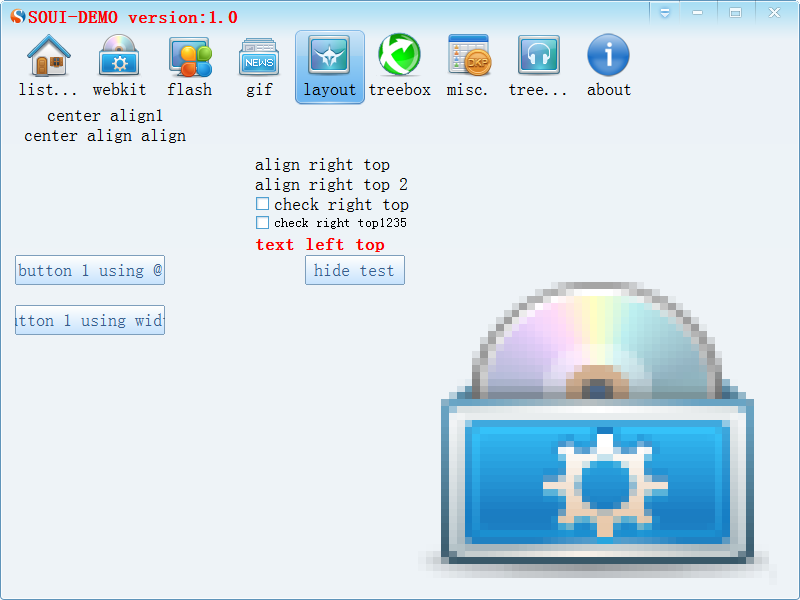 SOUI-DEMO version:1.0
list... webkit flash gif layout treebox misc. tree... about
NEWS
DKP
center align1
center align align
align right top
align right top 2
check right top
check right top1235
text left top
button 1 using @
hide test
utton 1 using wid